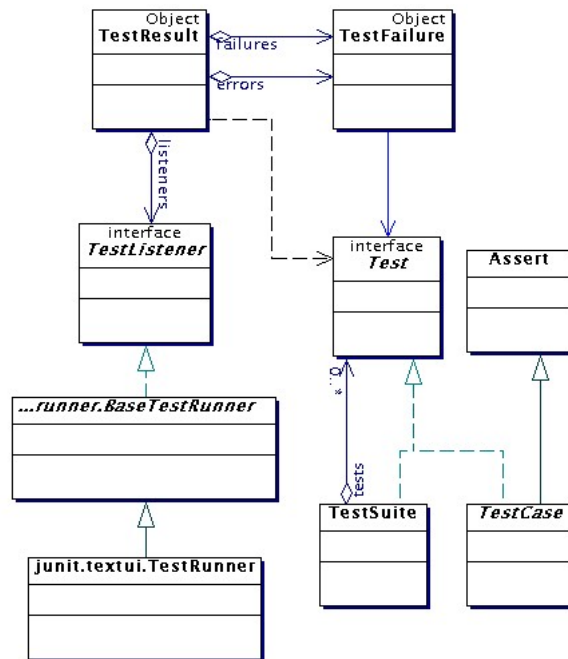 Object
TestResult
Object
TestFailure
failures
errors
listeners
interface
TestListener
interface
Test
Assert
...runner.BaseTestRunner
0..*
tests
TestSuite
TestCase
junit.textui.TestRunner